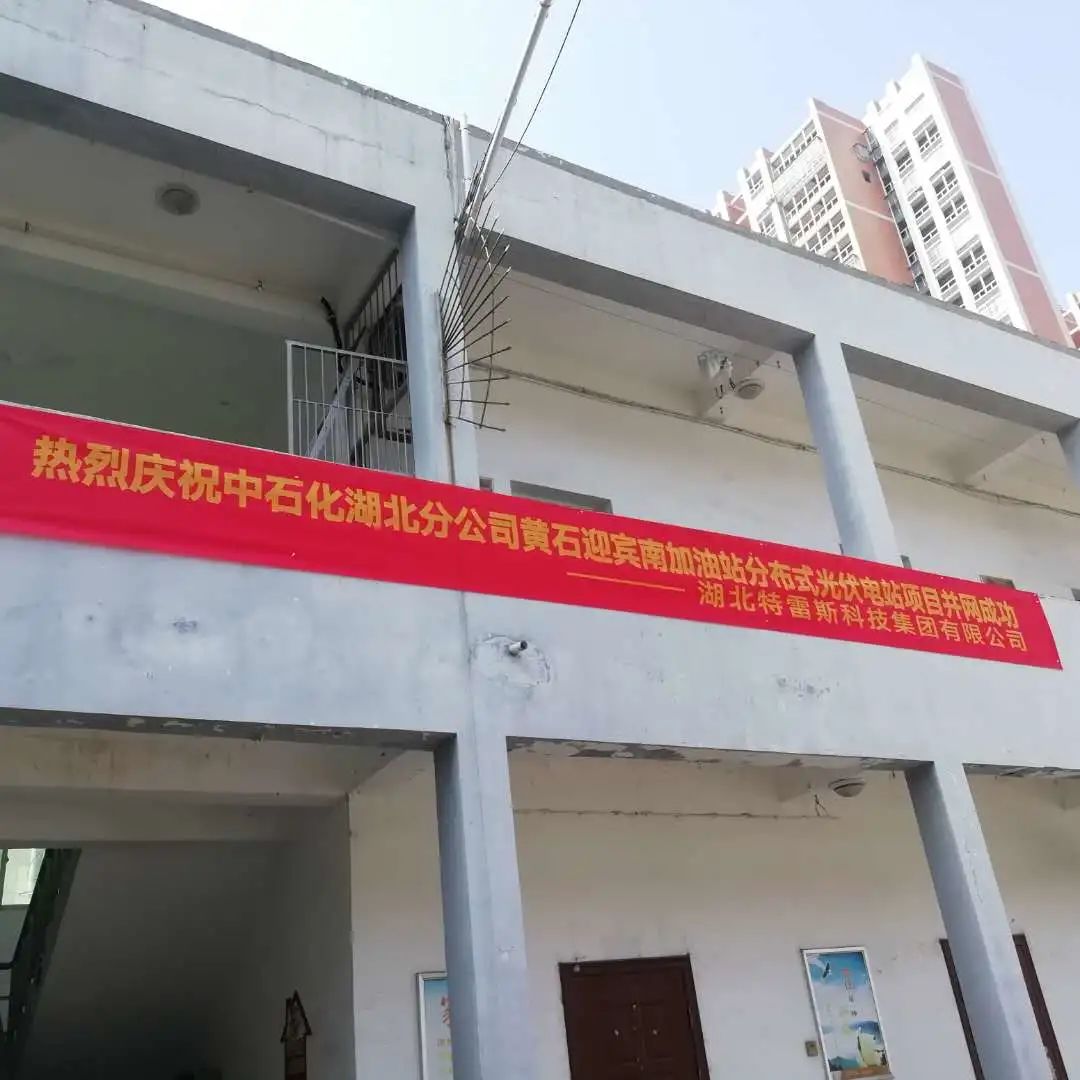 热烈庆祝中石化湖北分公司黄石迎宾南加油站分布式光伏电站项目并网成功
——湖北特雷斯科技集团有限公司